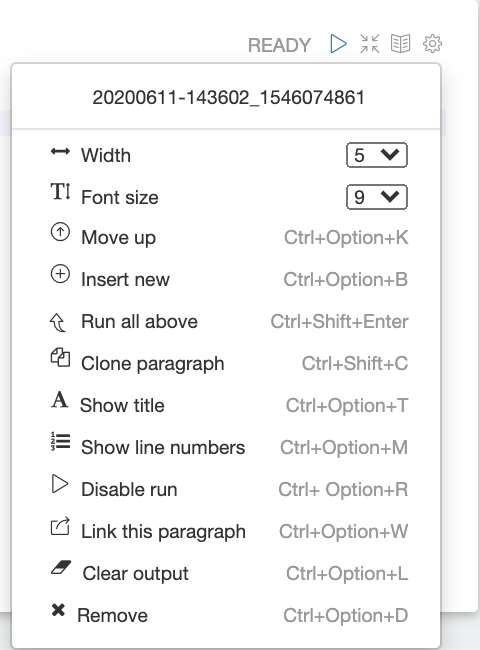 READY
20200611-143602_1546074861
Width 5
Font size 9
Move up Ctrl+Option+K
Insert new Ctrl+Option+B
Run all above Ctrl+Shift+Enter
Clone paragraph Ctrl+Shift+C
Show title Ctrl+Option+T
Show line numbers Ctrl+Option+M
Disable run Ctrl+ Option+R
Link this paragraph Ctrl+Option+W
Clear output Ctrl+Option+L
Remove Ctrl+Option+D